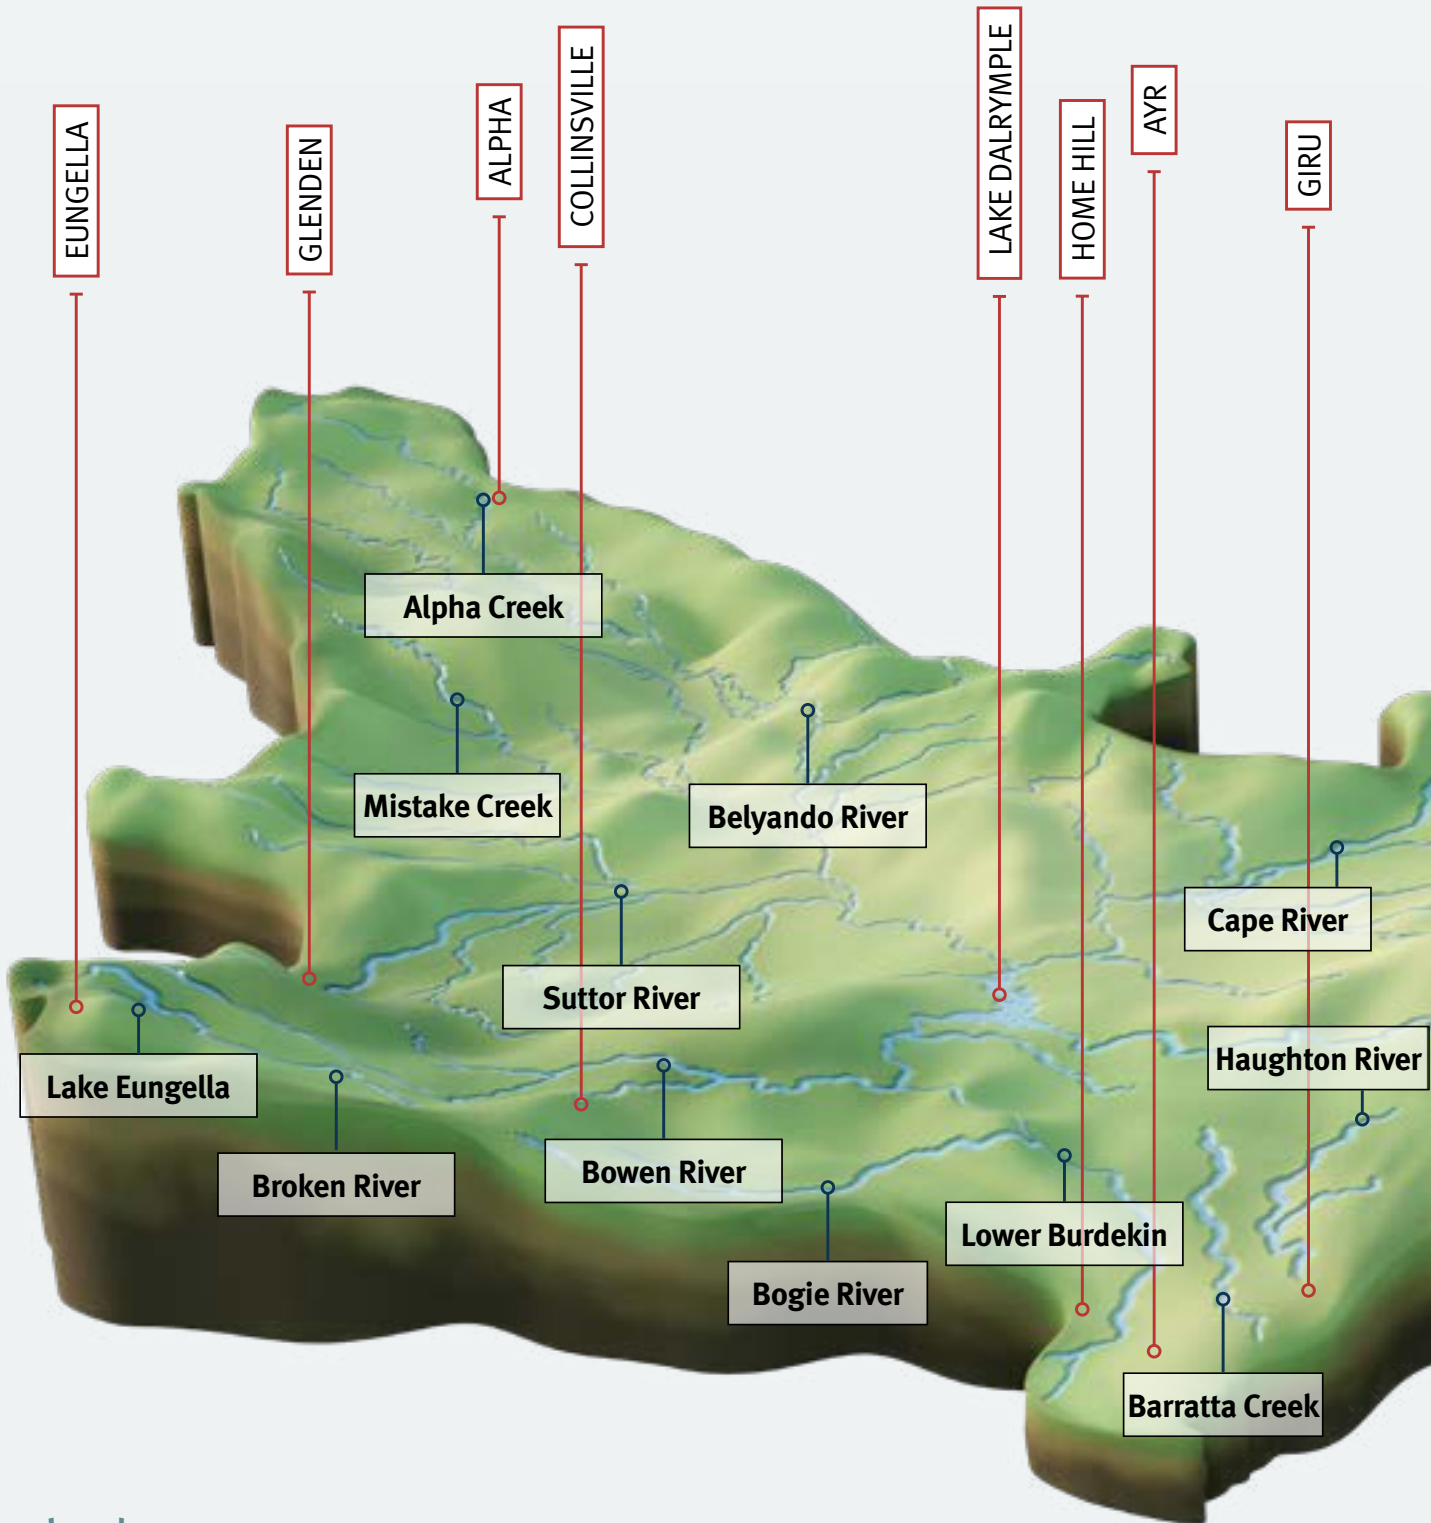 EUNGELLA
GLENDEN
ALPHA
COLLINSVILLE
LAKE DALRYMPLE
HOME HILL
AYR
GIRU
Alpha Creek
Mistake Creek
Belyando River
Cape River
Suttor River
Haughton River
Lake Eungella
Broken River
Bowen River
Lower Burdekin
Bogie River
Barratta Creek